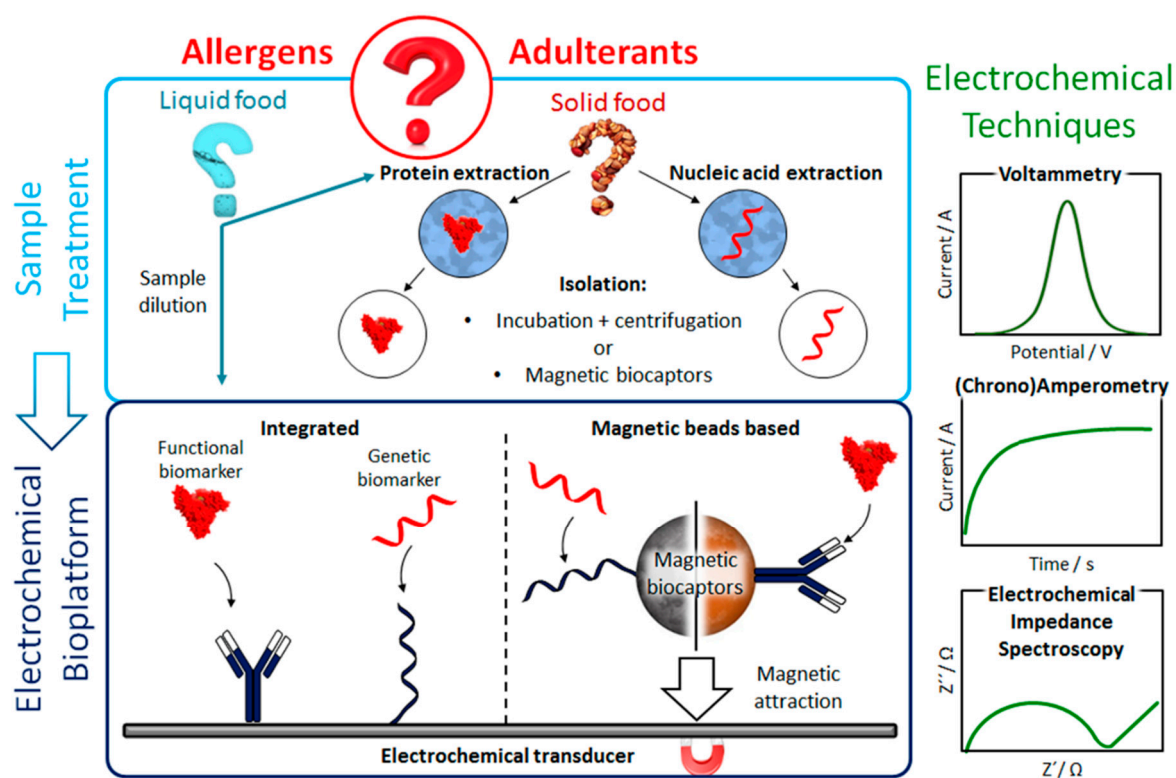 Allergens
Adulterants
Liquid food
Solid food
Protein extraction
Nucleic acid extraction
Sample
dilution
Isolation:
• Incubation + centrifugation
or
• Magnetic biocaptors
Sample
Treatment
Electrochemical
Bioplatform
Integrated
Magnetic beads based
Functional
biomarker
Genetic
biomarker
Magnetic
biocaptors
Magnetic
attraction
Electrochemical transducer
Electrochemical
Techniques
Voltammetry
Current / A
Potential / V
(Chrono)Amperometry
Current / A
Time / s
Electrochemical
Impedance
Spectroscopy
Z´´/ Ω
Z´/ Ω